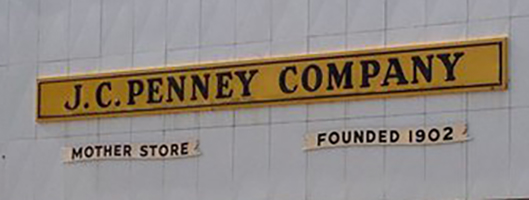 J.C. PENNEY COMPANY
MOTHER STORE
FOUNDED 1902